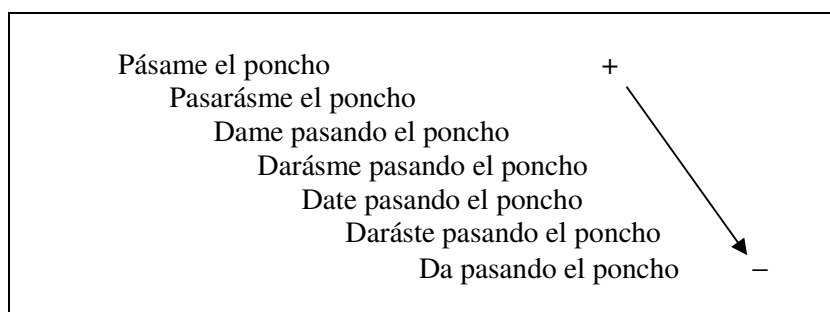 Pásame el poncho +
Pasarásme el poncho
Dame pasando el poncho
Darásme pasando el poncho
Date pasando el poncho
Daráste pasando el poncho
Da pasando el poncho –